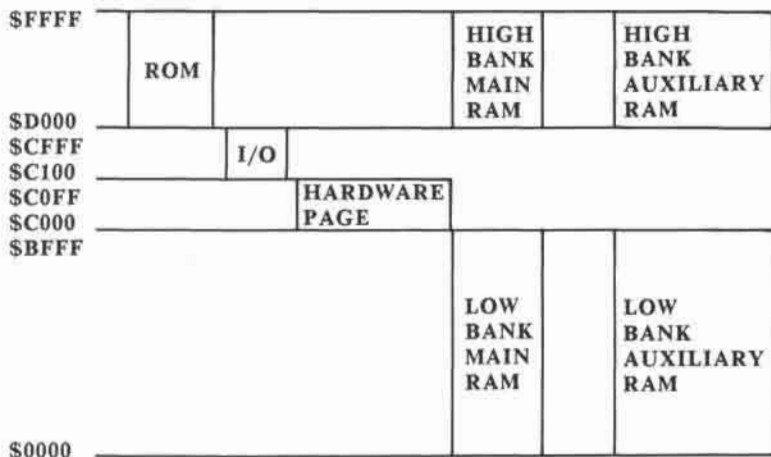 $FFFF
ROM
HIGH
BANK
MAIN
RAM
HIGH
BANK
AUXILIARY
RAM
$D000
$CFFF
I/O
$C100
$C0FF
HARDWARE
PAGE
$C000
$BFFF
LOW
BANK
MAIN
RAM
LOW
BANK
AUXILIARY
RAM
$0000